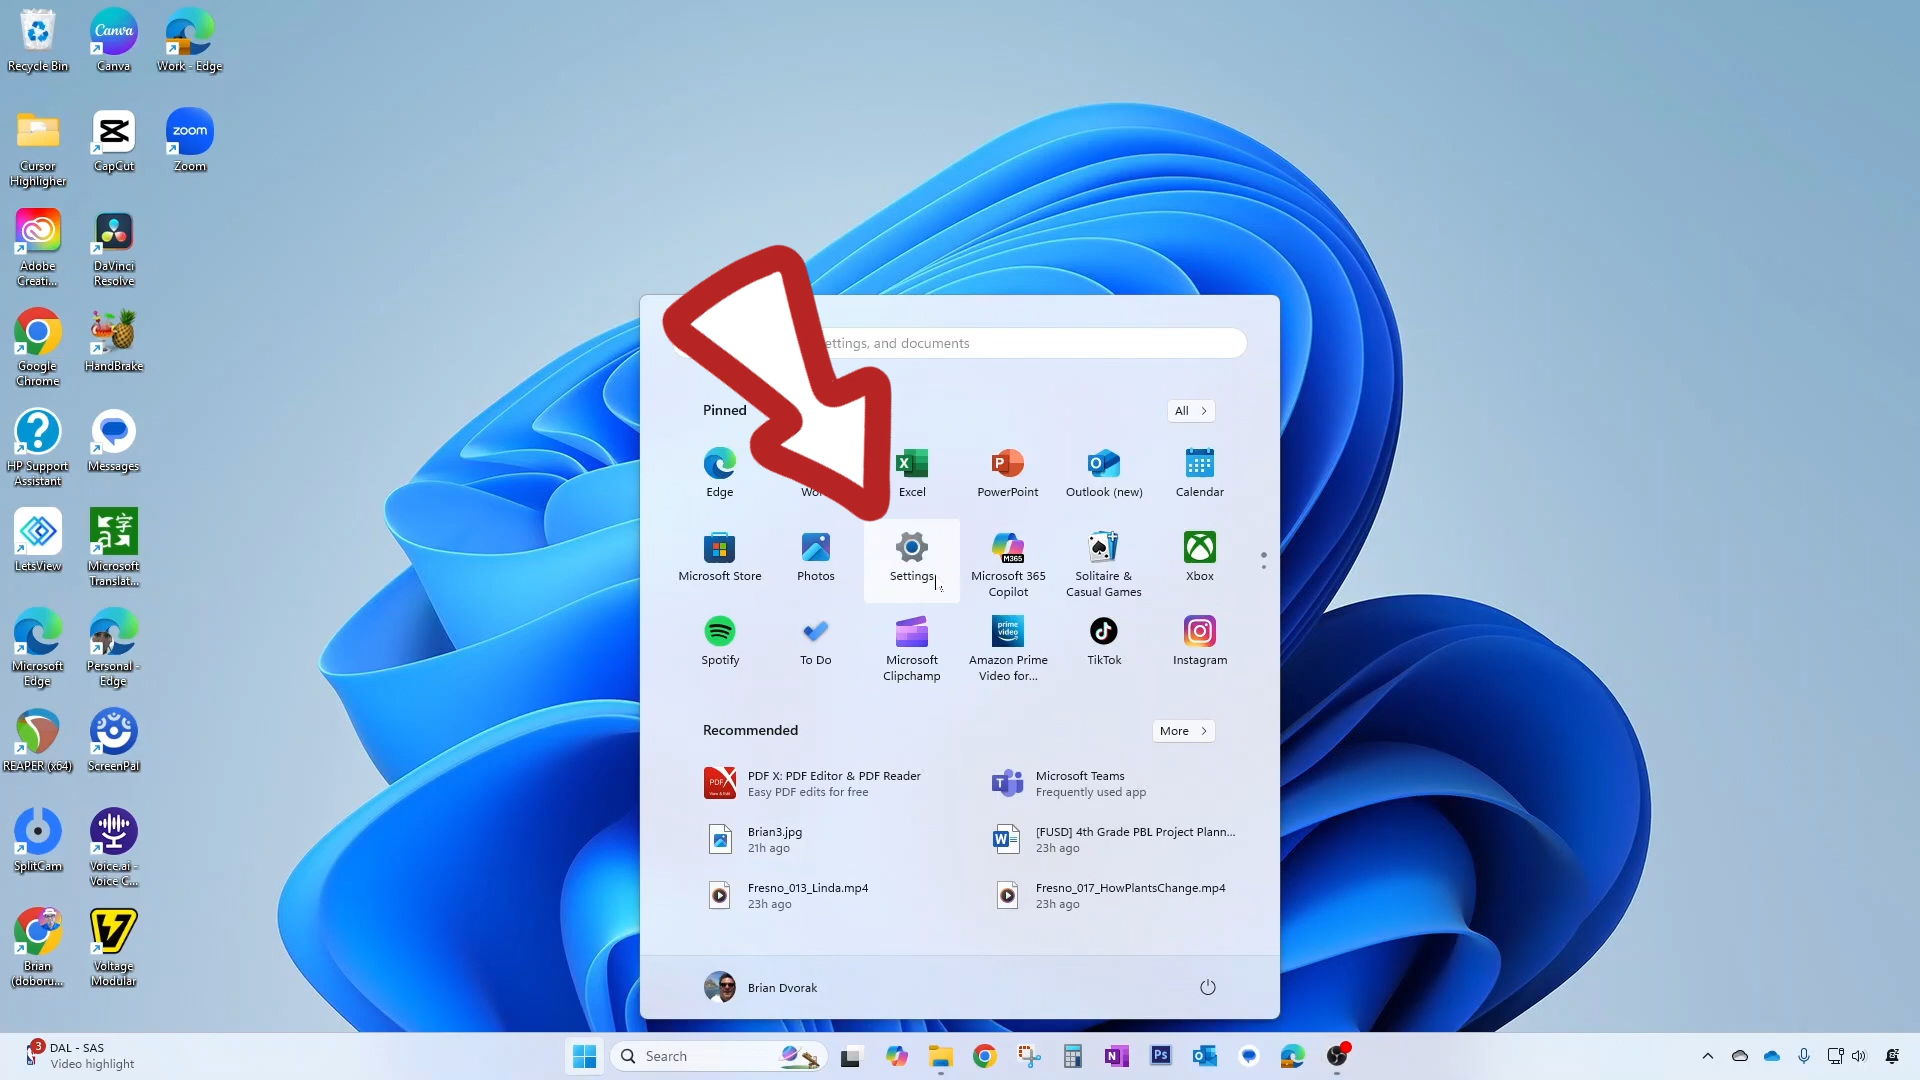 Recycle Bin
Canva
Work - Edge
Cursor
Highligher
CapCut
zoom
Zoom
Adobe
Creati...
DaVinci
Resolve
Google
Chrome
HandBrake
HP Support
Assistant
Messages
LetsView
Microsoft
Translat...
Microsoft
Edge
Personal -
Edge
REAPER (x64)
ScreenPal
SplitCam
Voice.ai -
Voice C...
Brian
(doboru...
Voltage
Modular
ettings, and documents
Pinned
All
Edge
Excel
PowerPoint
Outlook (new)
Calendar
Microsoft Store
Photos
Settings
M365
Microsoft 365
Copilot
Solitaire &
Casual Games
Xbox
Spotify
To Do
Microsoft
Clipchamp
prime
video
Amazon Prime
Video for...
TikTok
Instagram
Recommended
More
PDF X: PDF Editor & PDF Reader
Easy PDF edits for free
Microsoft Teams
Frequently used app
Brian3.jpg
21h ago
[FUSD] 4th Grade PBL Project Plann...
23h ago
Fresno_013_Linda.mp4
23h ago
Fresno_017_HowPlantsChange.mp4
23h ago
Brian Dvorak
3
DAL - SAS
Video highlight
Search
Ps